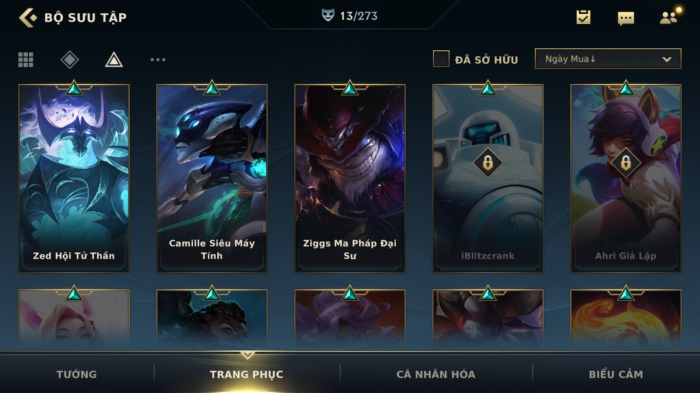 BỘ SƯU TẬP
13/273
ĐÃ SỞ HỮU
Ngày Mua↓
Zed Hội Tử Thần
Camille Siêu Máy
Tính
Ziggs Ma Pháp Đại
Sư
iBlitzcrank
Ahri Giả Lập
TƯỚNG
TRANG PHỤC
CÁ NHÂN HÓA
BIỂU CẢM